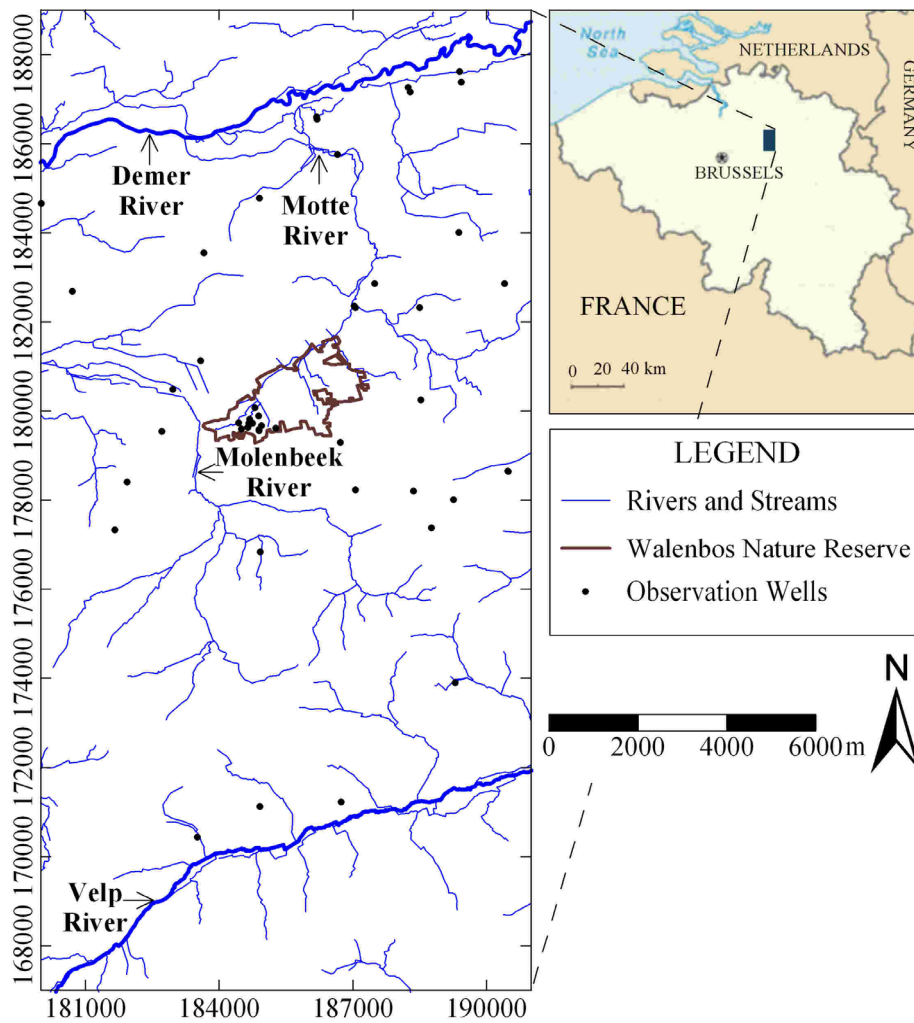 188000
186000
184000
182000
180000
178000
176000
174000
172000
170000
168000
181000
184000
187000
190000
Demer
River
Motte
River
Molenbeek
River
Velp
River
North
Sea
NETHERLANDS
GERMANY
BRUSSELS
FRANCE
0 20 40 km
LEGEND
Rivers and Streams
Walenbos Nature Reserve
Observation Wells
N
0 2000 4000 6000 m